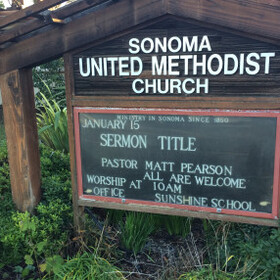 SONOMA
UNITED METHODIST
CHURCH
MINISTRY IN SONOMA SINCE
JANUARY 15
SERMON TITLE
PASTOR MATT PEARSON
ALL ARE WELCOME
WORSHIP AT 10AM
OFFICE SUNSHINE SCHOOL